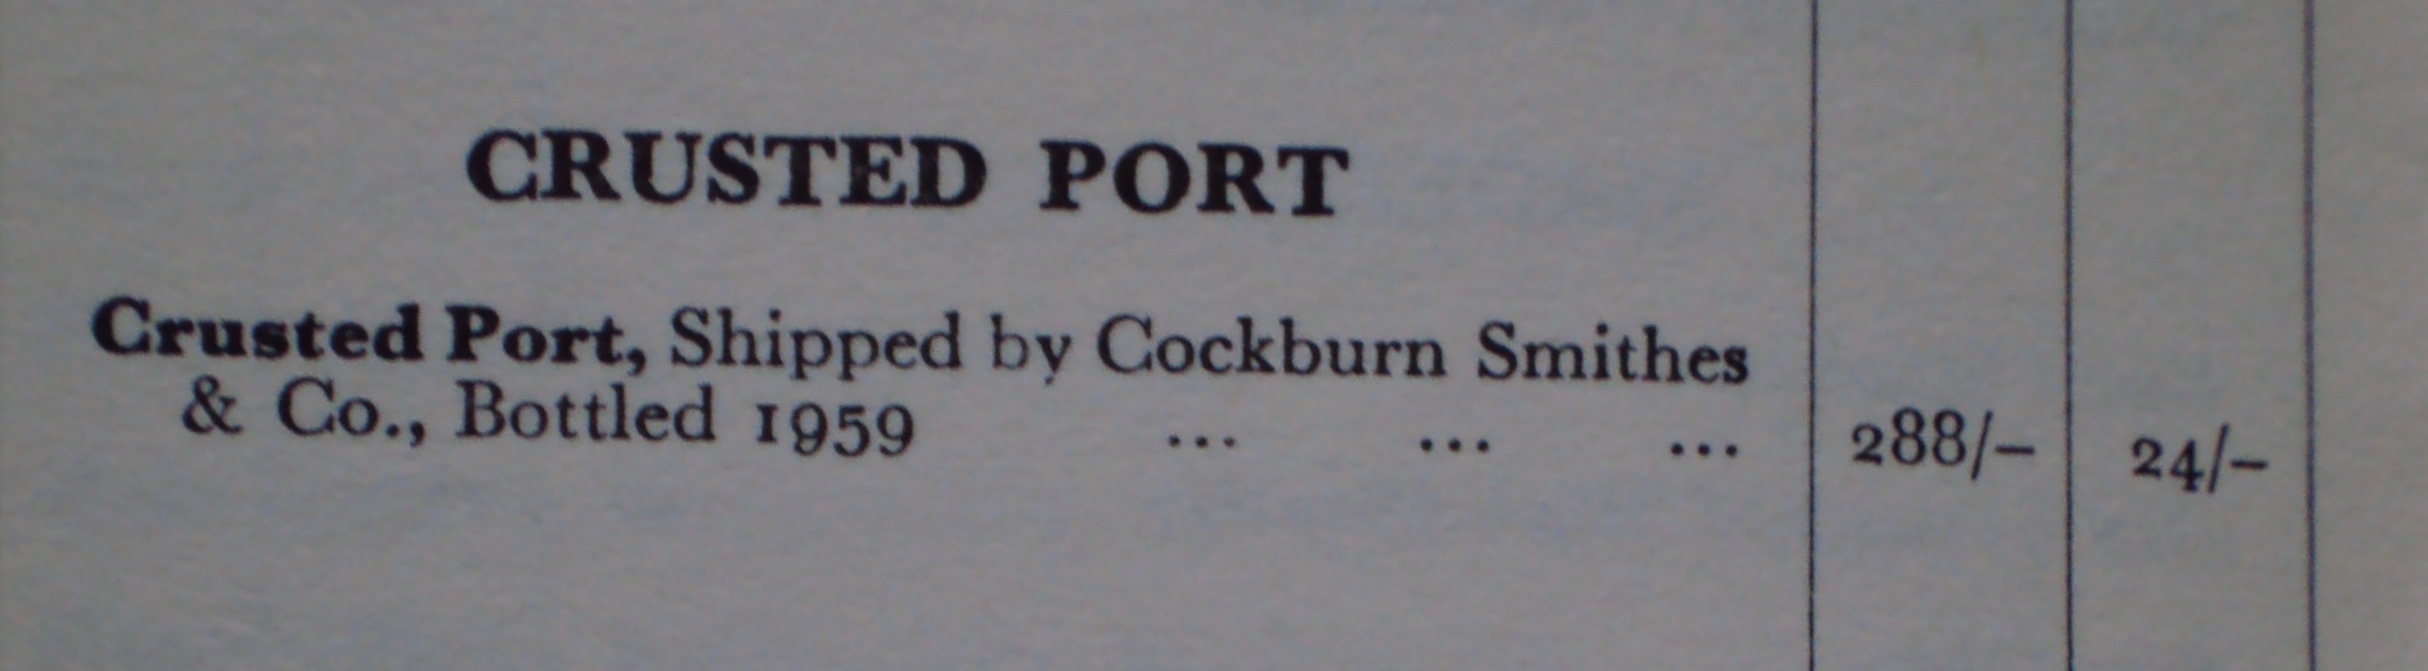 CRUSTED PORT
Crusted Port, Shipped by Cockburn Smithes
& Co., Bottled 1959 ... ... ... 288/– 24/–